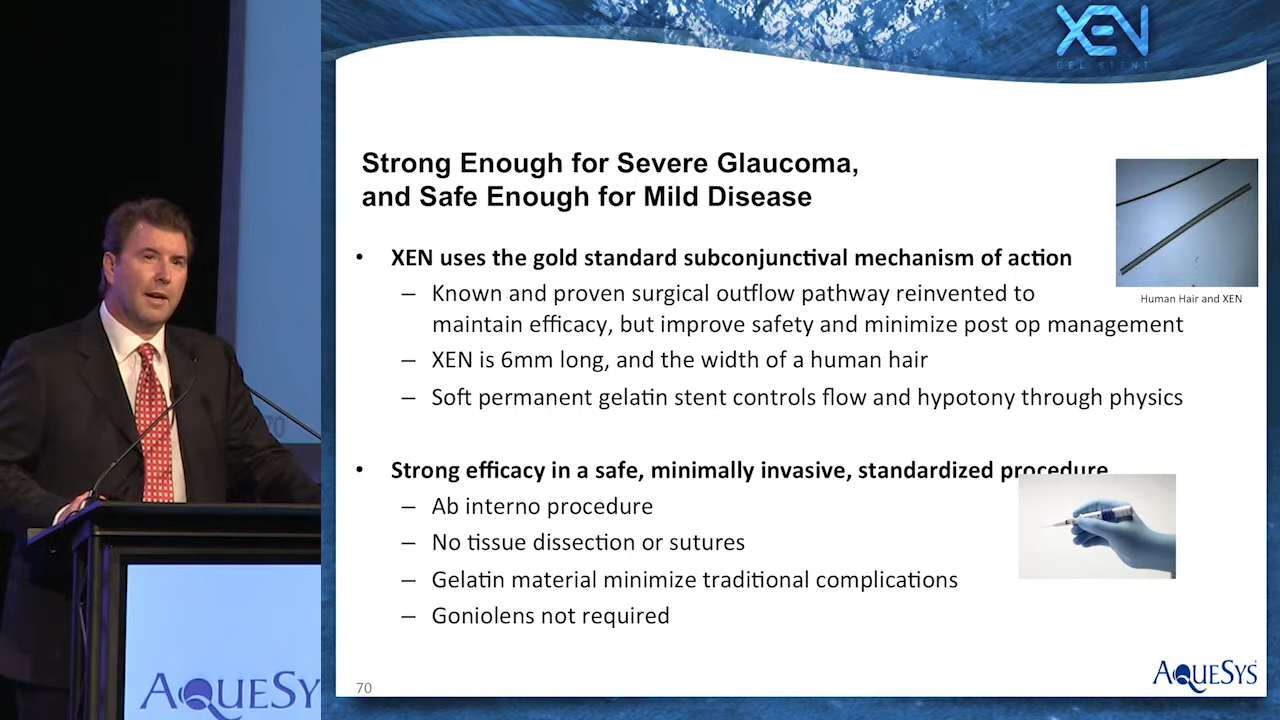 XEN
GEL STENT
Strong Enough for Severe Glaucoma,
and Safe Enough for Mild Disease
• XEN uses the gold standard subconjunctival mechanism of action
– Known and proven surgical outflow pathway reinvented to
maintain efficacy, but improve safety and minimize post op management
– XEN is 6mm long, and the width of a human hair
– Soft permanent gelatin stent controls flow and hypotony through physics
Human Hair and XEN
• Strong efficacy in a safe, minimally invasive, standardized procedure
– Ab interno procedure
– No tissue dissection or sutures
– Gelatin material minimize traditional complications
– Goniolens not required
70
AQUESYS
70
AQUESY